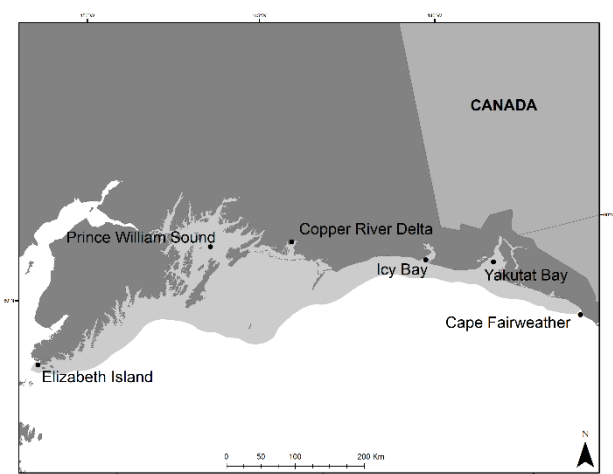 CANADA
Copper River Delta
Prince William Sound
Icy Bay
Yakutat Bay
Cape Fairweather
Elizabeth Island
N
0 50 100 200 Km